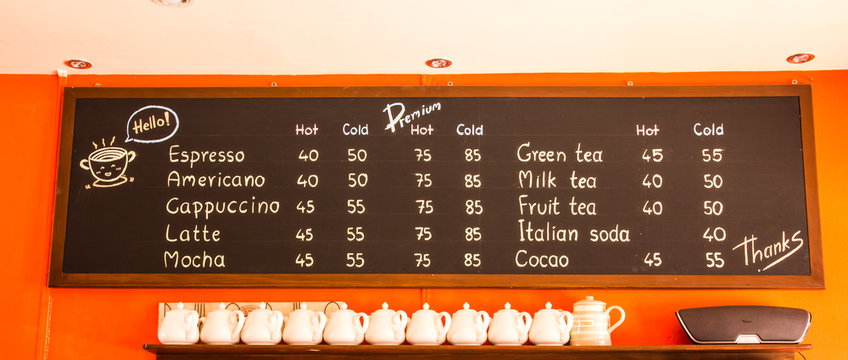 Hello!
Premium
Hot Cold Hot Cold Hot Cold
Espresso 40 50 75 85 Green tea 45 55
Americano 40 50 75 85 Milk tea 40 50
Cappuccino 45 55 75 85 Fruit tea 40 50
Latte 45 55 75 85 Italian soda 40
Mocha 45 55 75 85 Cocao 45 55
Thanks